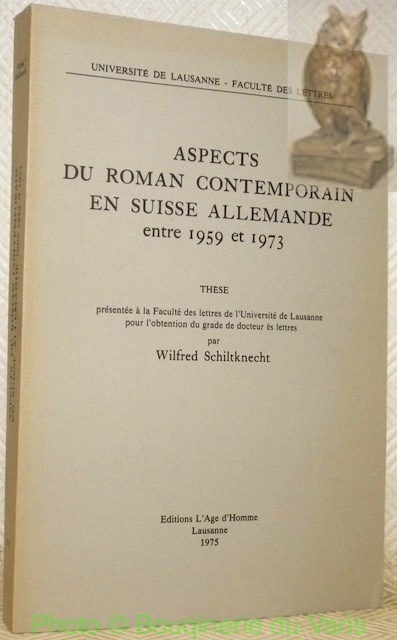 UNIVERSITÉ DE LAUSANNE - FACULTÉ DES LETTRES
ASPECTS
DU ROMAN CONTEMPORAIN
EN SUISSE ALLEMANDE
entre 1959 et 1973
THÈSE
présentée à la Faculté des lettres de l'Université de Lausanne
pour l'obtention du grade de docteur ès lettres
par
Wilfred Schiltknecht
Editions L'Age d'Homme
Lausanne
1975
Photo © Bouquinerie du Varis